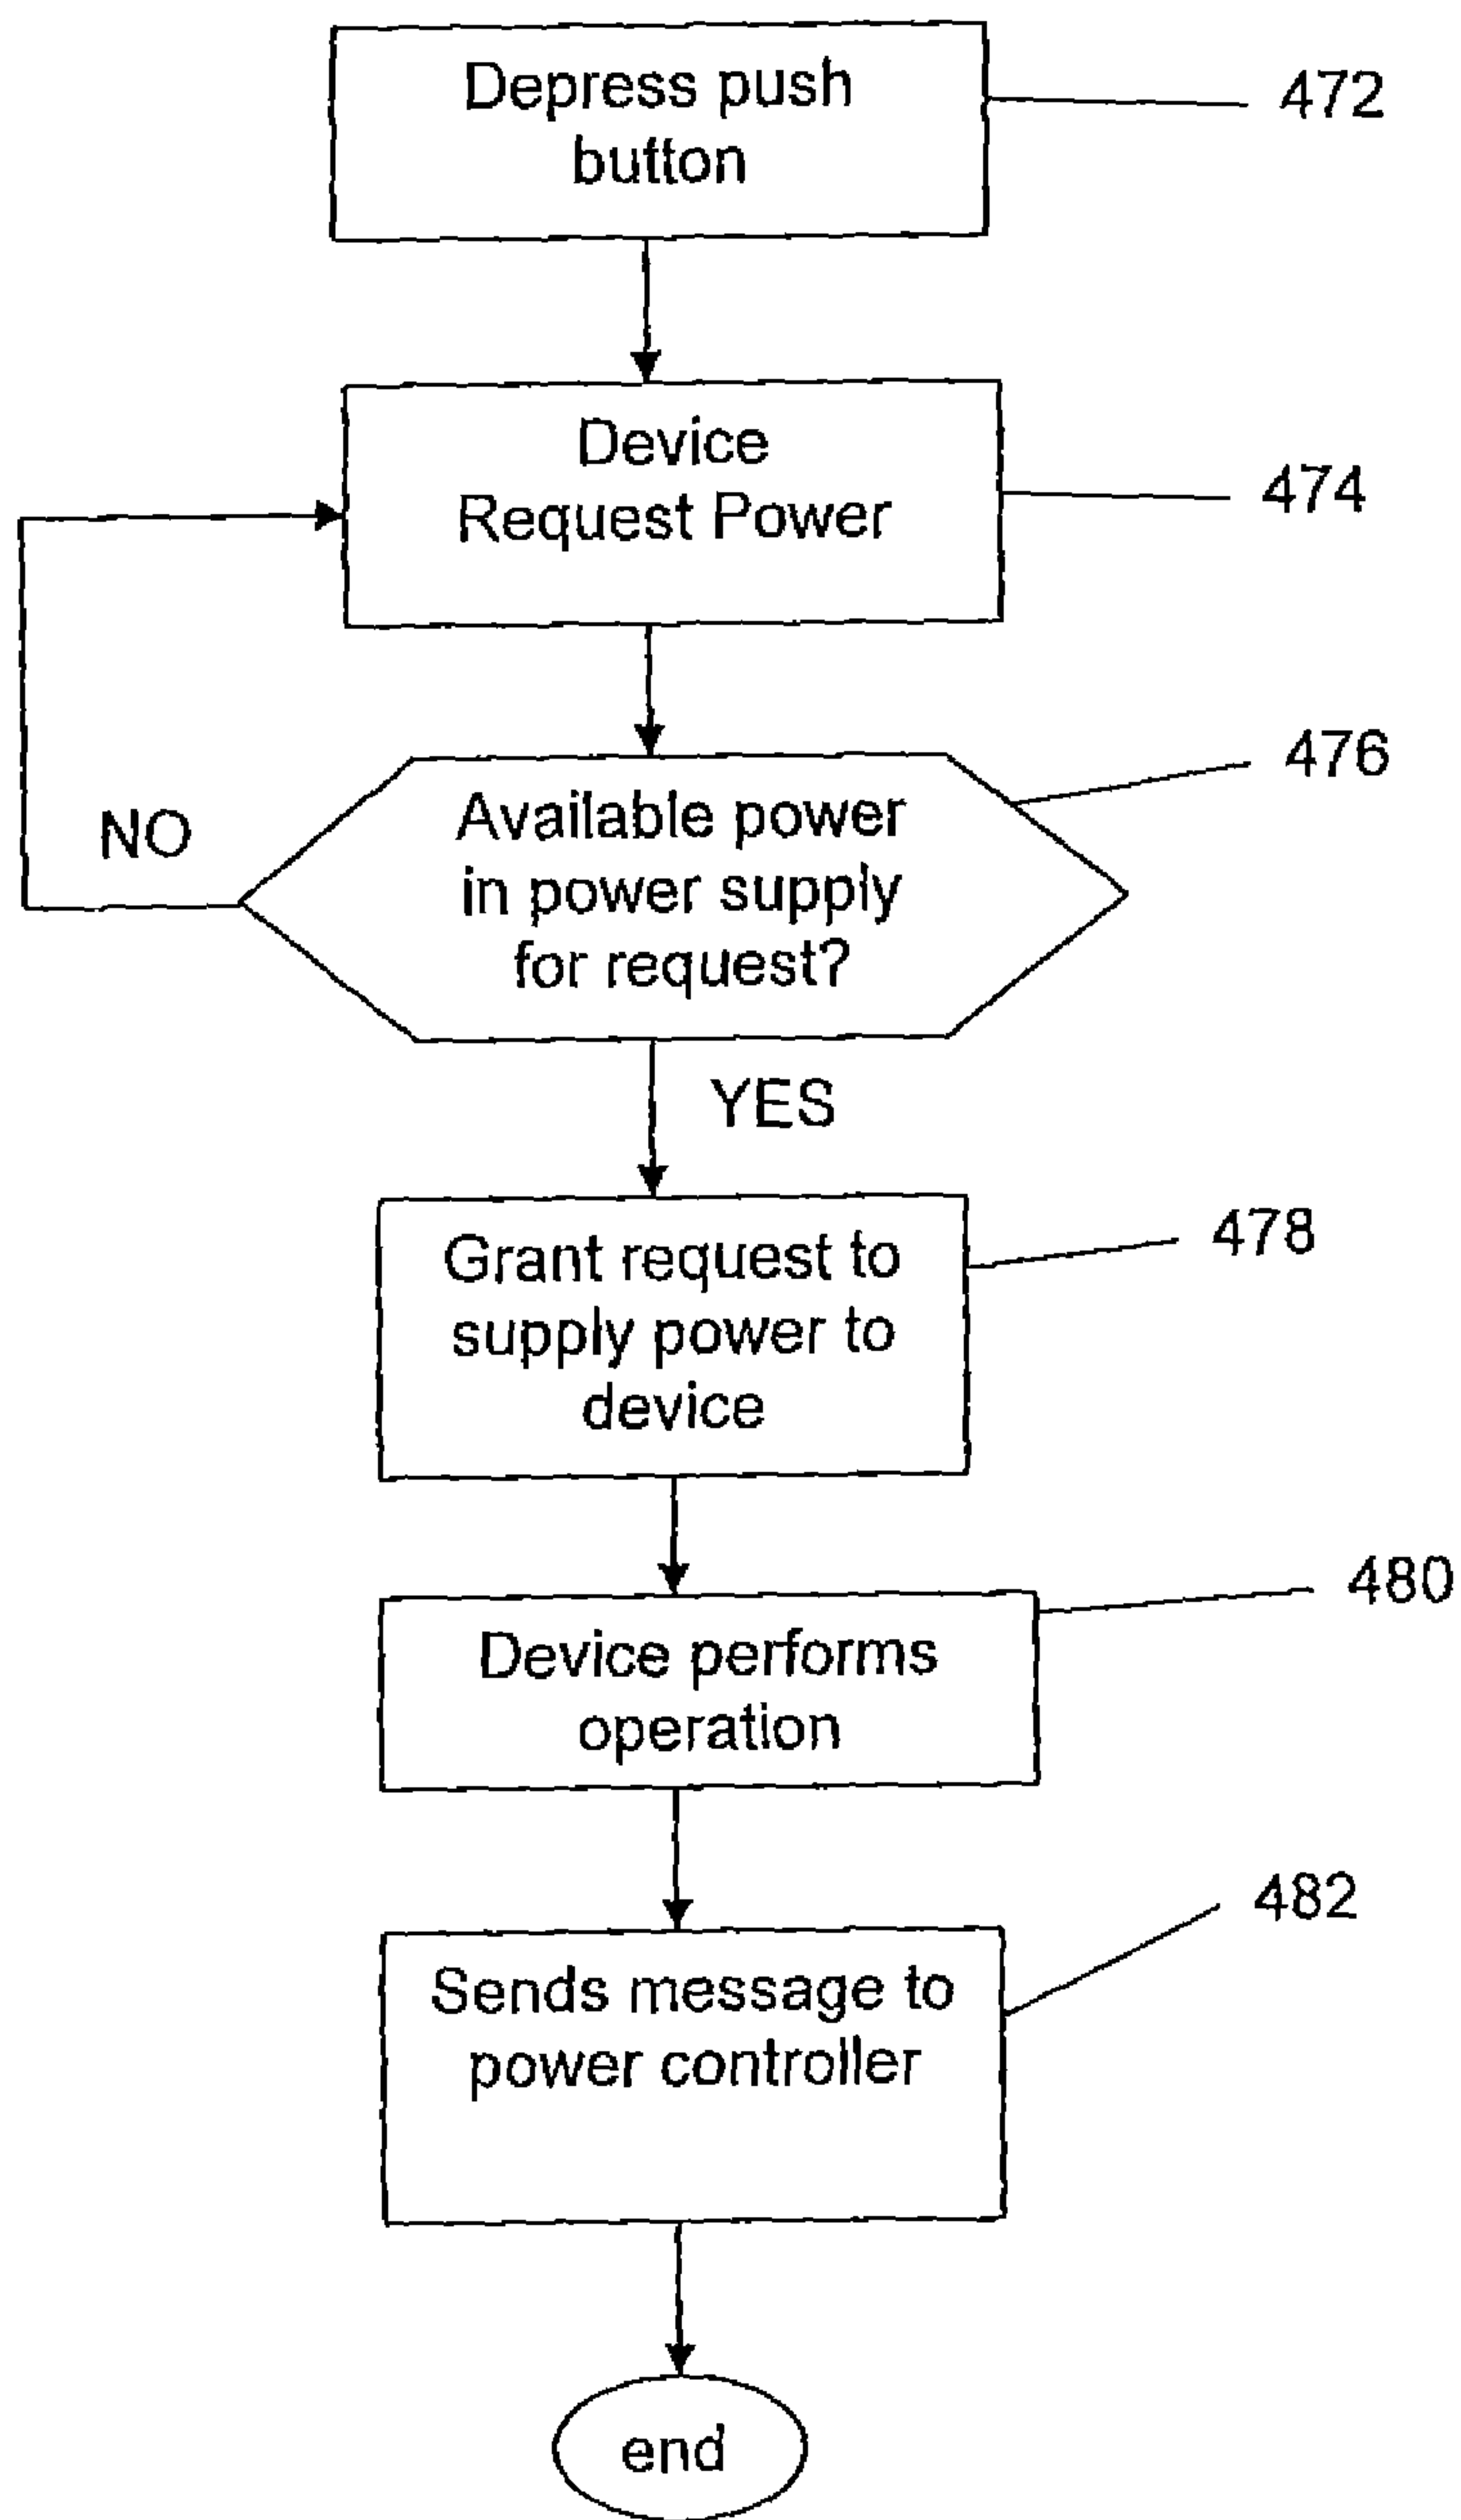 Depress push
button
472
Device
Request Power
474
Available power
in power supply
for request?
476
NO
YES
Grant request to
supply power to
device
478
Device performs
operation
480
Sends message to
power controller
482
end